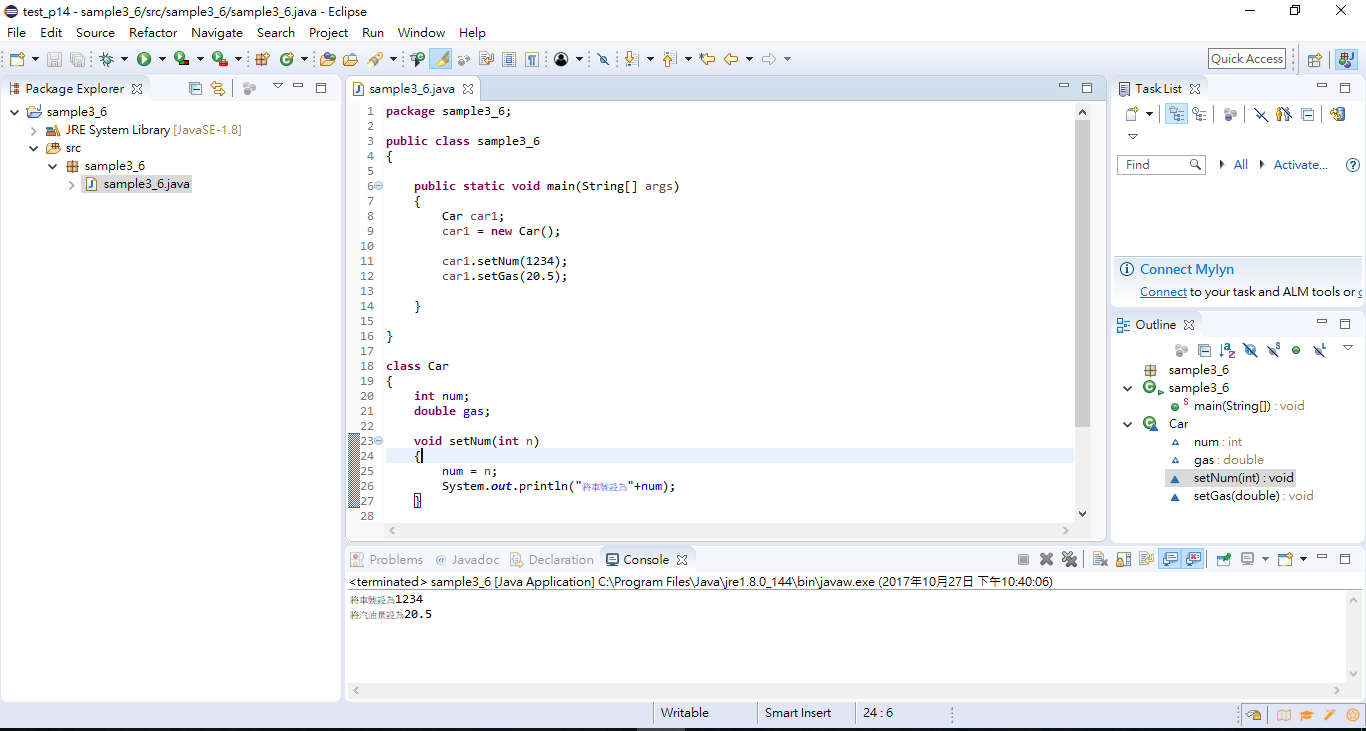 test_p14 - sample3_6/src/sample3_6/sample3_6.java - Eclipse
File Edit Source Refactor Navigate Search Project Run Window Help
Quick Access
Package Explorer
sample3_6
JRE System Library [JavaSE-1.8]
src
sample3_6
sample3_6.java
sample3_6.java
1 package sample3_6;
2
3 public class sample3_6
4 {
5
6 public static void main(String[] args)
7 {
8 Car car1;
9 car1 = new Car();
10
11 car1.setNum(1234);
12 car1.setGas(20.5);
13
14 }
15
16 }
17
18 class Car
19 {
20 int num;
21 double gas;
22
23 void setNum(int n)
24 {
25 num = n;
26 System.out.println("將車號設為"+num);
27 }
28
Task List
Find All Activate...
Connect Mylyn
Connect to your task and ALM tools or c
Outline
sample3_6
sample3_6
main(String[]) : void
Car
num : int
gas : double
setNum(int) : void
setGas(double) : void
Problems Javadoc Declaration Console
<terminated> sample3_6 [Java Application] C:\Program Files\Java\jre1.8.0_144\bin\javaw.exe (2017年10月27日 下午10:40:06)
將車號設為1234
將汽油量設為20.5
Writable Smart Insert 24 : 6